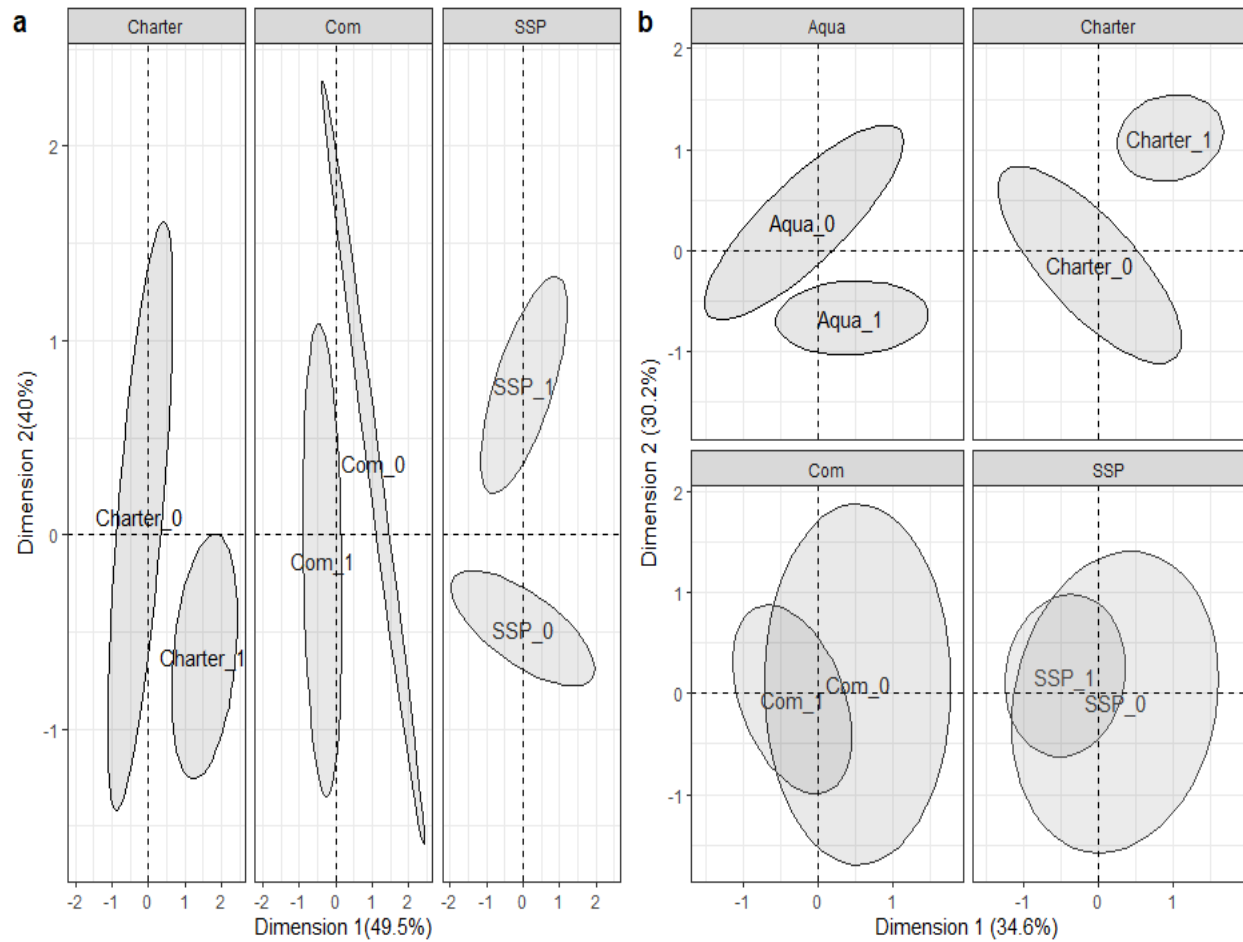 a
Charter
Com
SSP
Dimension 2(40%)
2
1
0
-1
Charter_0
Charter_1
Com_0
Com_1
SSP_1
SSP_0
-2 -1 0 1 2
-2 -1 0 1 2
-2 -1 0 1 2
Dimension 1(49.5%)
b
Aqua
Charter
Dimension 2 (30.2%)
2
1
0
-1
Aqua_0
Aqua_1
Charter_1
Charter_0
Com
SSP
2
1
0
-1
Com_0
Com_1
SSP_1
SSP_0
-1 0 1
-1 0 1
Dimension 1 (34.6%)